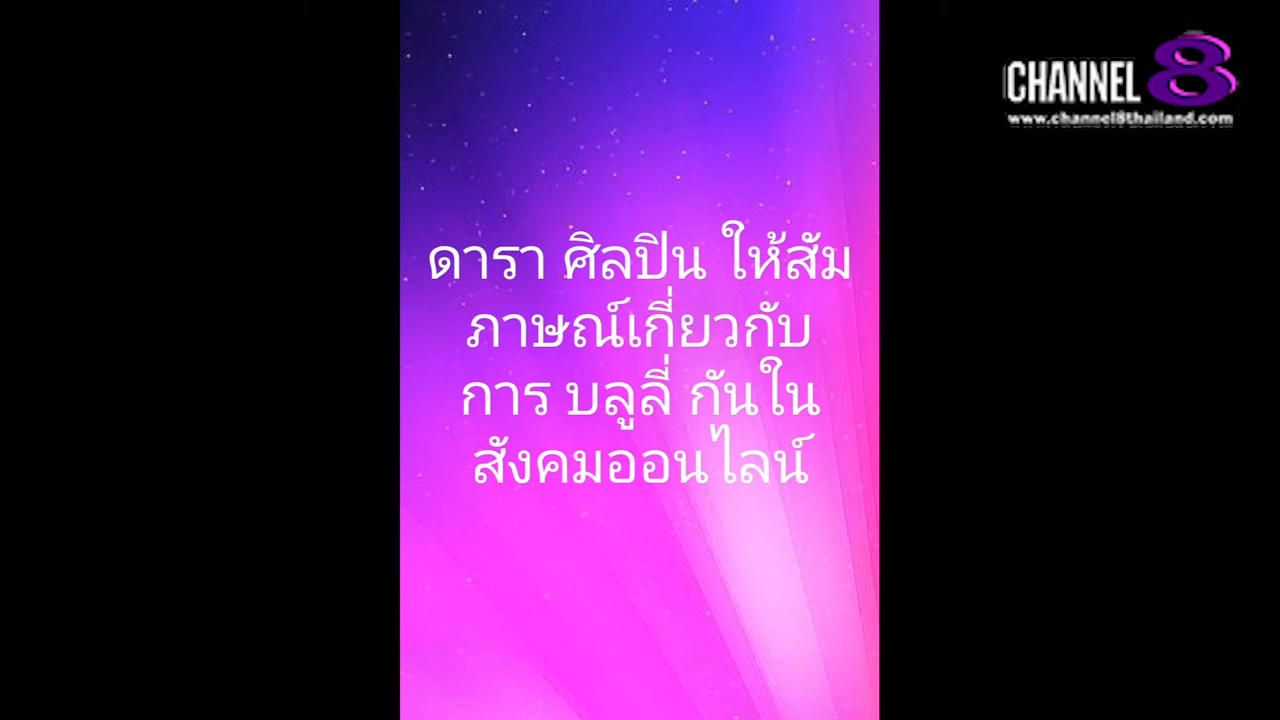 CHANNEL 8
www.channel8thailand.com
ดารา ศิลปิน ให้สัม
ภาษณ์เกี่ยวกับ
การ บลูลี่ กันใน
สังคมออนไลน์